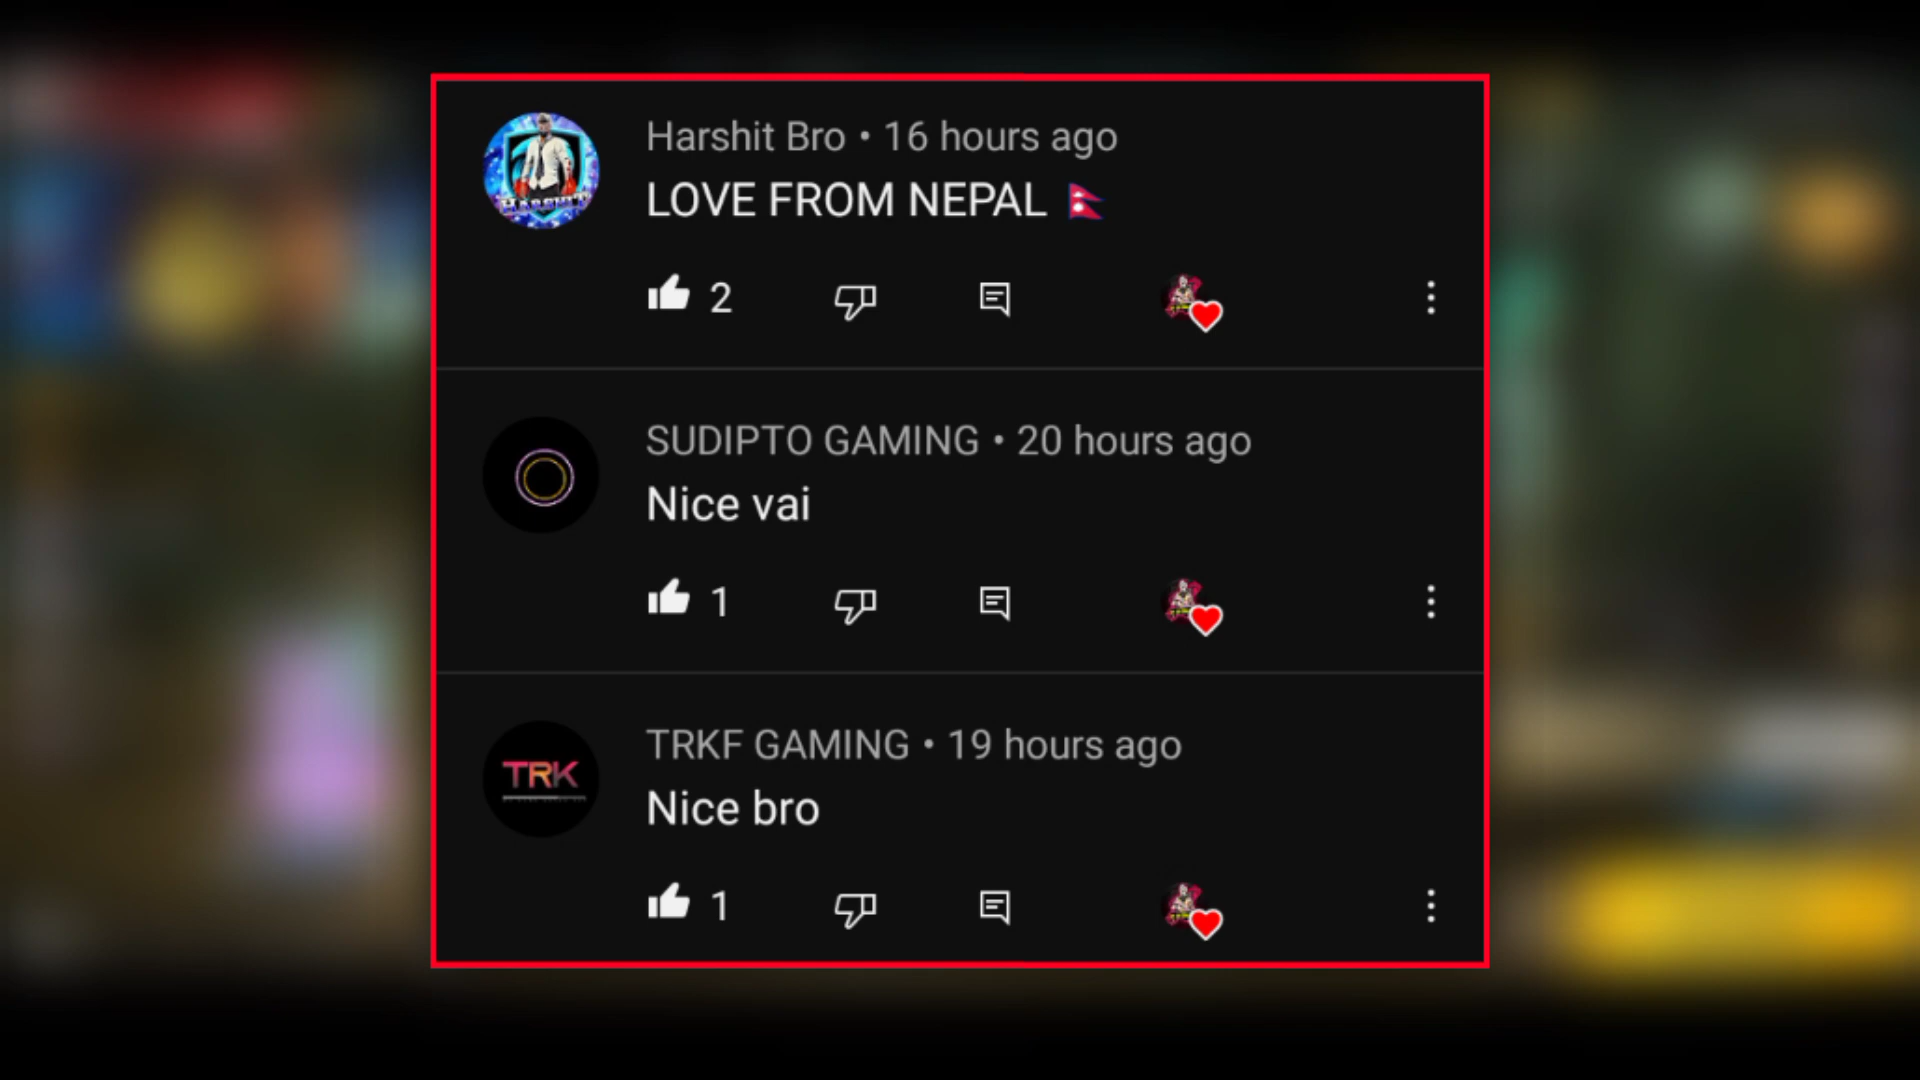 Harshit Bro • 16 hours ago
LOVE FROM NEPAL 🇳🇵
HARSHIT
2
SUDIPTO GAMING • 20 hours ago
Nice vai
1
TRKF GAMING • 19 hours ago
TRK
Nice bro
1